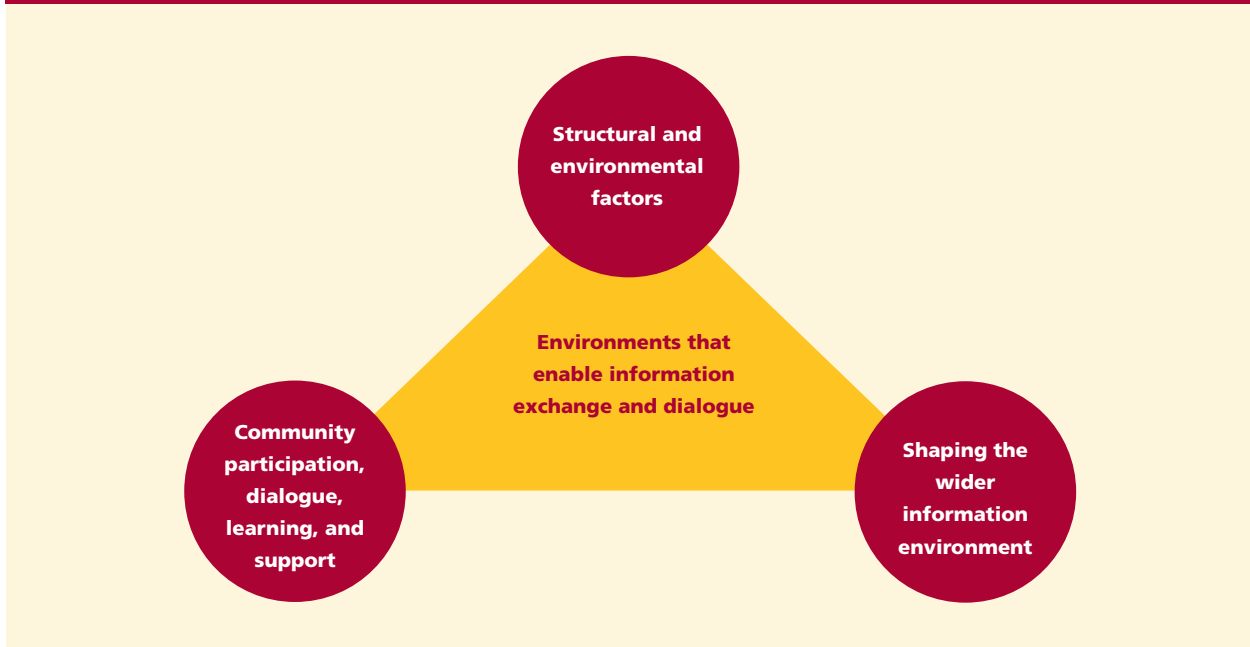 Structural and
environmental
factors
Environments that
enable information
exchange and dialogue
Community
participation,
dialogue,
learning, and
support
Shaping the
wider
information
environment